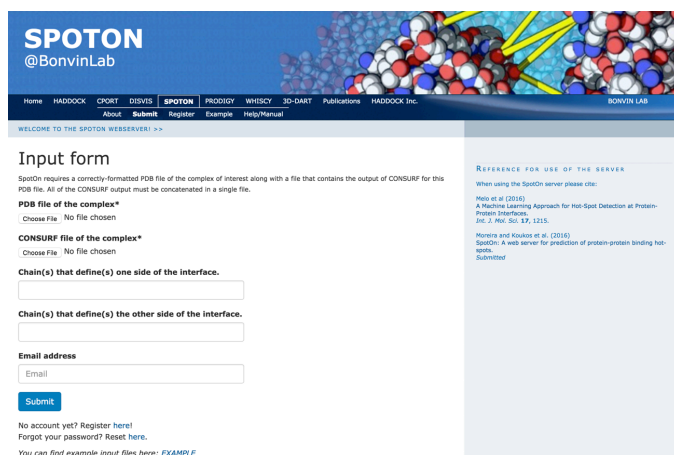 SPOTON
@BonvinLab
Home HADDOCK CPORT DISVIS SPOTON PRODIGY WHISCY 3D-DART Publications HADDOCK Inc. BONVIN LAB
About Submit Register Example Help/Manual
WELCOME TO THE SPOTON WEBSERVER! >>
Input form
SpotOn requires a correctly-formatted PDB file of the complex of interest along with a file that contains the output of CONSURF for this
PDB file. All of the CONSURF output must be concatenated in a single file.
PDB file of the complex*
Choose File No file chosen
CONSURF file of the complex*
Choose File No file chosen
Chain(s) that define(s) one side of the interface.
Chain(s) that define(s) the other side of the interface.
Email address
Email
Submit
No account yet? Register here!
Forgot your password? Reset here.
You can find example input files here: EXAMPLE
REFERENCE FOR USE OF THE SERVER
When using the SpotOn server please cite:
Melo et al (2016)
A Machine Learning Approach for Hot-Spot Detection at Protein-
Protein Interfaces.
Int. J. Mol. Sci. 17, 1215.
Moreira and Koukos et al. (2016)
SpotOn: A web server for prediction of protein-protein binding hot-
spots.
Submitted